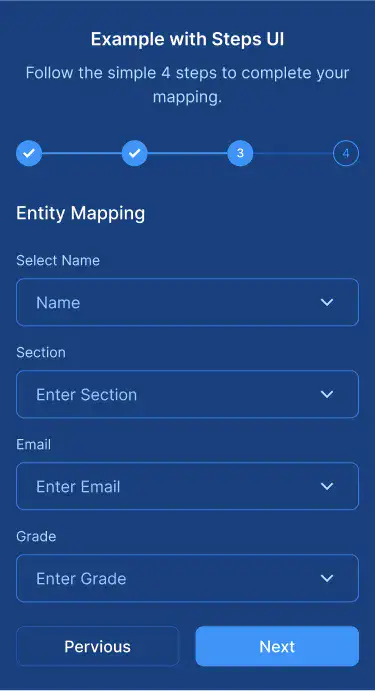 Example with Steps UI
Follow the simple 4 steps to complete your
mapping.
3
4
Entity Mapping
Select Name
Name
Section
Enter Section
Email
Enter Email
Grade
Enter Grade
Pervious
Next